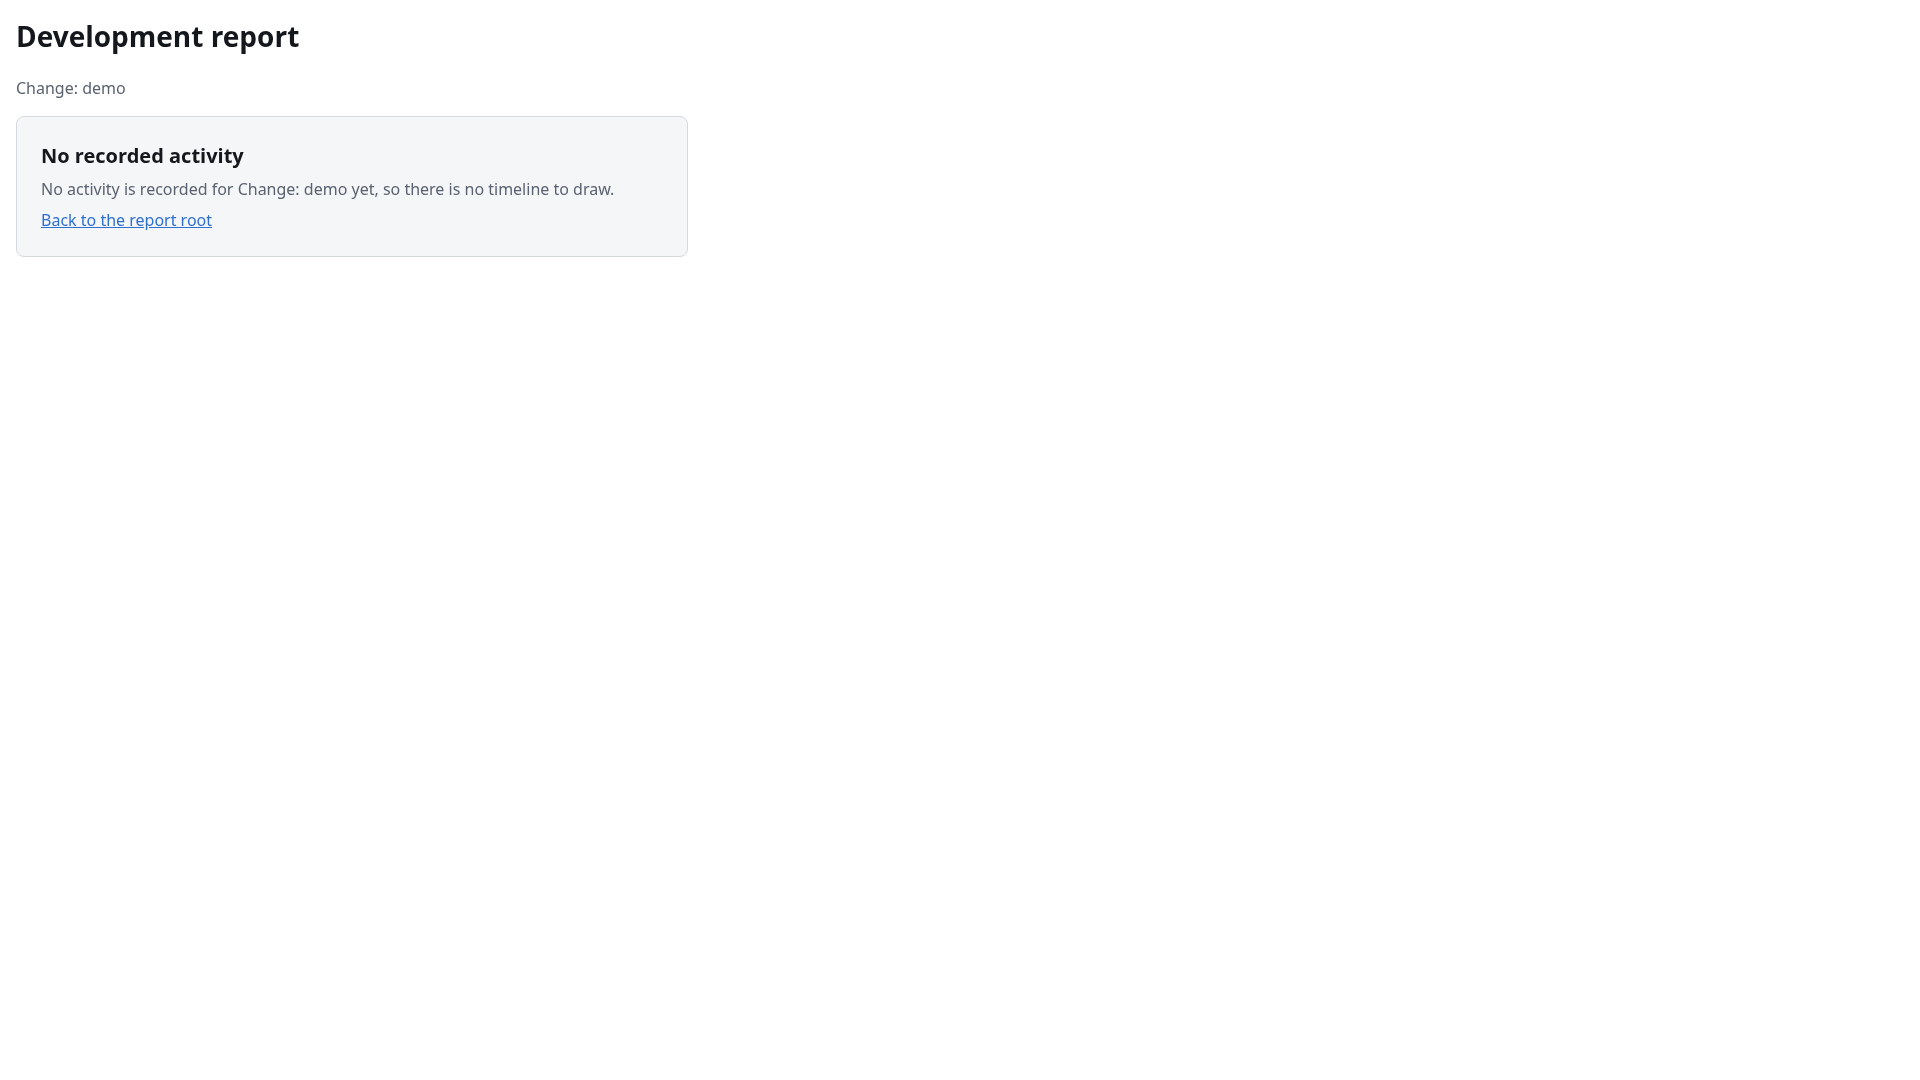 Development report
Change: demo
No recorded activity
No activity is recorded for Change: demo yet, so there is no timeline to draw.
Back to the report root